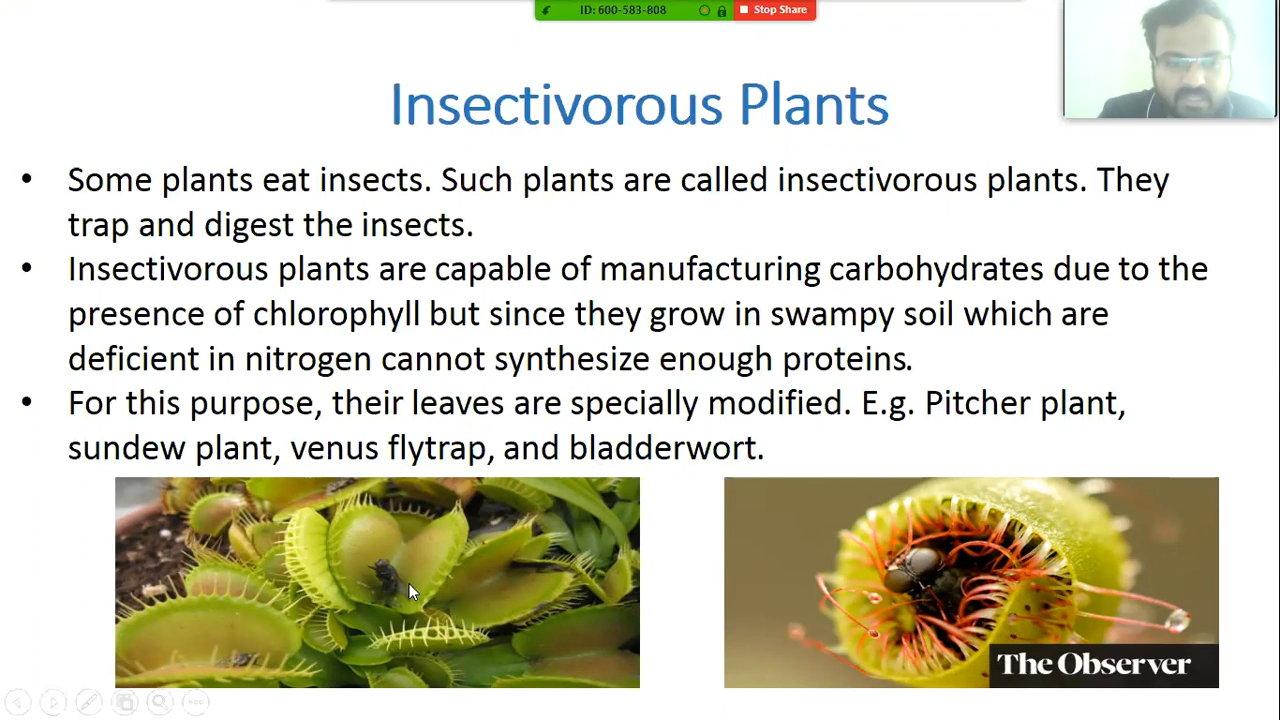 ID: 600-583-808
Stop Share
Insectivorous Plants
• Some plants eat insects. Such plants are called insectivorous plants. They
trap and digest the insects.
• Insectivorous plants are capable of manufacturing carbohydrates due to the
presence of chlorophyll but since they grow in swampy soil which are
deficient in nitrogen cannot synthesize enough proteins.
• For this purpose, their leaves are specially modified. E.g. Pitcher plant,
sundew plant, venus flytrap, and bladderwort.
The Observer